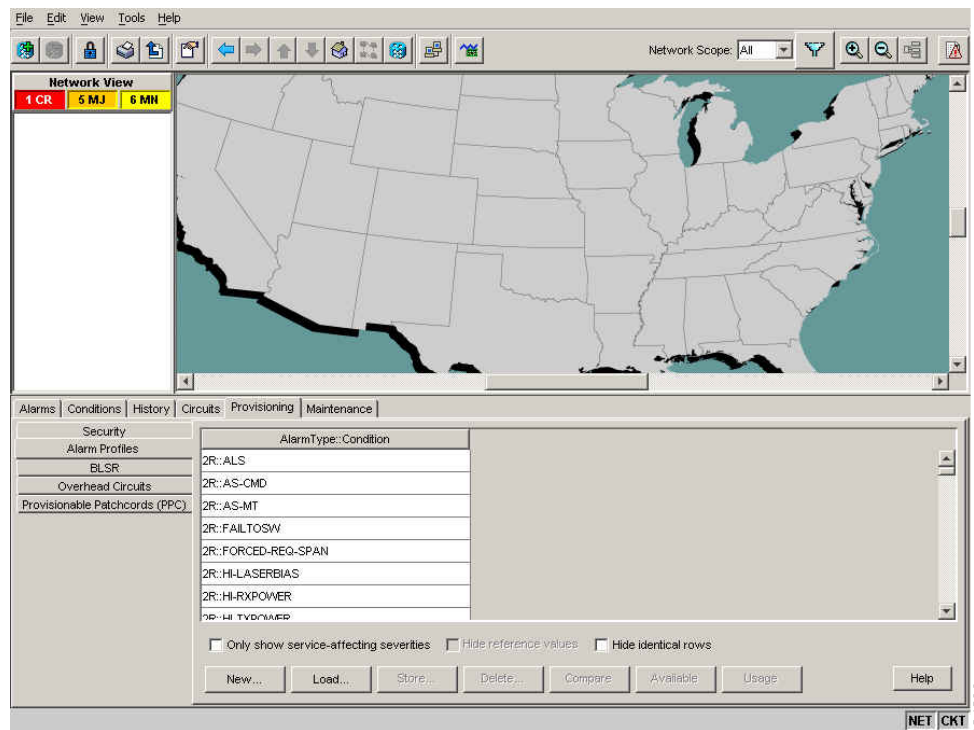 File Edit View Tools Help
Network Scope: All
Network View
1 CR 5 MJ 6 MN
Alarms Conditions History Circuits Provisioning Maintenance
Security
Alarm Profiles
BLSR
Overhead Circuits
Provisionable Patchcords (PPC)
AlarmType::Condition
2R::ALS
2R::AS-CMD
2R::AS-MT
2R::FAILTOSW
2R::FORCED-REQ-SPAN
2R::HI-LASERBIAS
2R::HI-RXPOWER
2R::HI-TXPOWER
Only show service-affecting severities Hide reference values Hide identical rows
New... Load... Store... Delete... Compare Available Usage Help
NET CKT